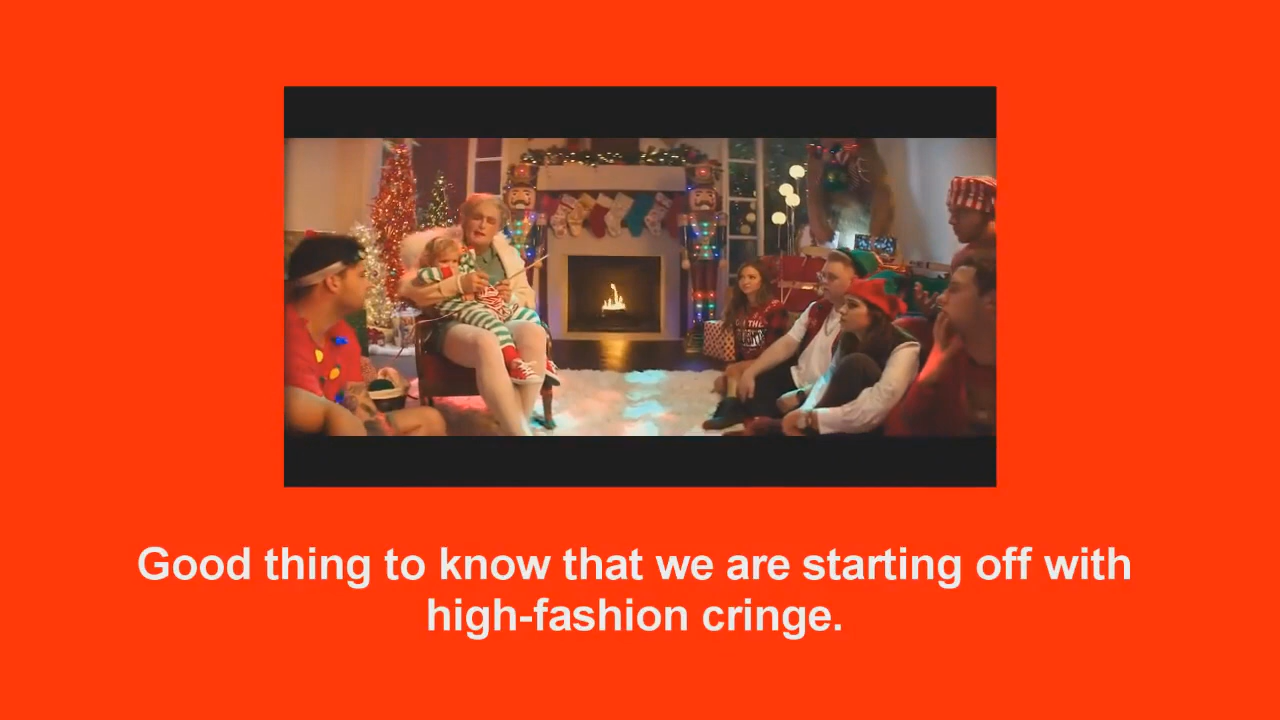 Good thing to know that we are starting off with
high-fashion cringe.